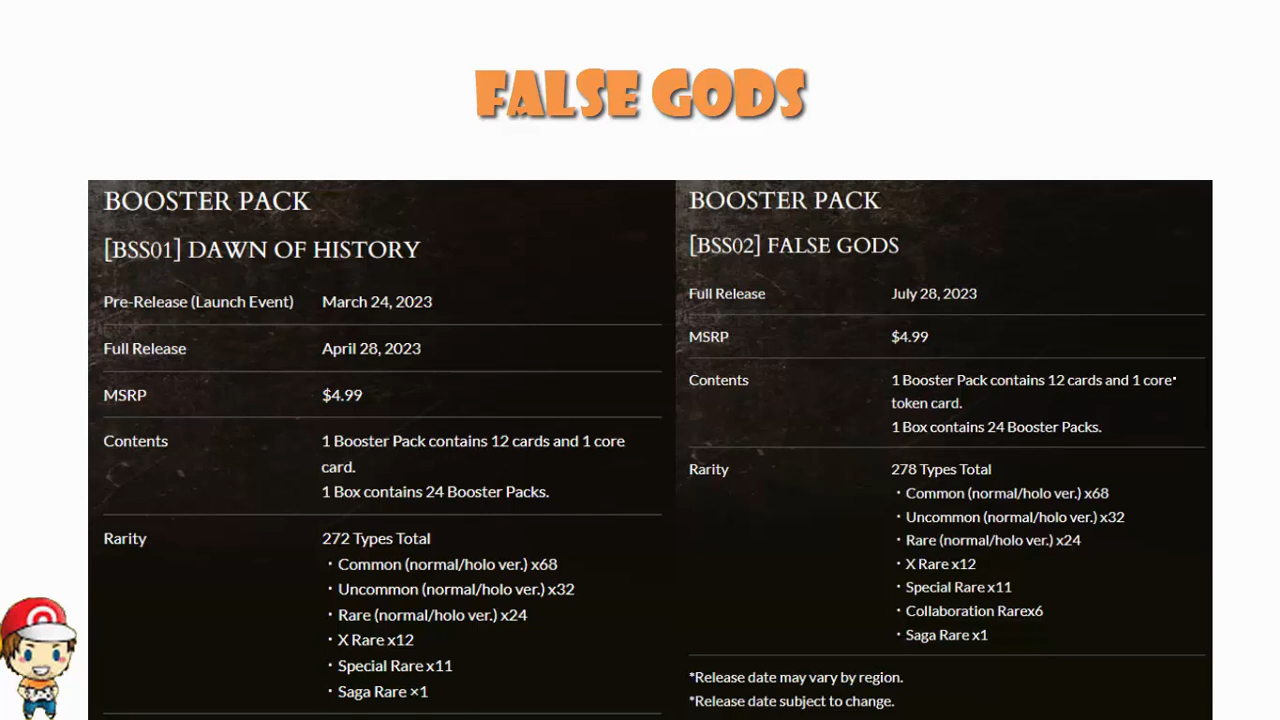 FALSE GODS
BOOSTER PACK
[BSS01] DAWN OF HISTORY
Pre-Release (Launch Event) March 24, 2023
Full Release April 28, 2023
MSRP $4.99
Contents 1 Booster Pack contains 12 cards and 1 core
card.
1 Box contains 24 Booster Packs.
Rarity 272 Types Total
・Common (normal/holo ver.) x68
・Uncommon (normal/holo ver.) x32
・Rare (normal/holo ver.) x24
・X Rare x12
・Special Rare x11
・Saga Rare ×1
BOOSTER PACK
[BSS02] FALSE GODS
Full Release July 28, 2023
MSRP $4.99
Contents 1 Booster Pack contains 12 cards and 1 core
token card.
1 Box contains 24 Booster Packs.
Rarity 278 Types Total
・Common (normal/holo ver.) x68
・Uncommon (normal/holo ver.) x32
・Rare (normal/holo ver.) x24
・X Rare x12
・Special Rare x11
・Collaboration Rarex6
・Saga Rare x1
*Release date may vary by region.
*Release date subject to change.